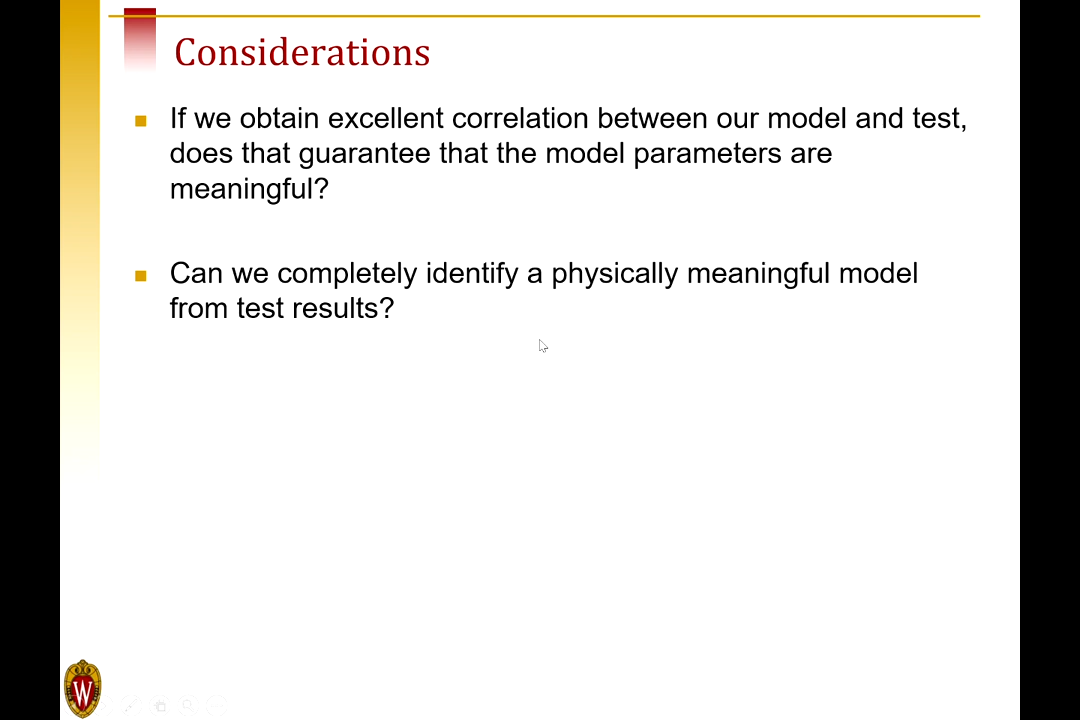 Considerations
If we obtain excellent correlation between our model and test,
does that guarantee that the model parameters are
meaningful?
Can we completely identify a physically meaningful model
from test results?
W